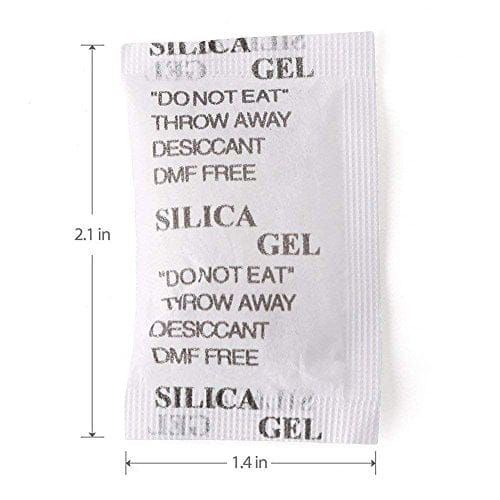 SILICA
GEL
"DO NOT EAT"
THROW AWAY
DESICCANT
DMF FREE
SILICA
GEL
"DO NOT EAT"
THROW AWAY
DESICCANT
DMF FREE
SILICA
GEL
2.1 in
1.4 in